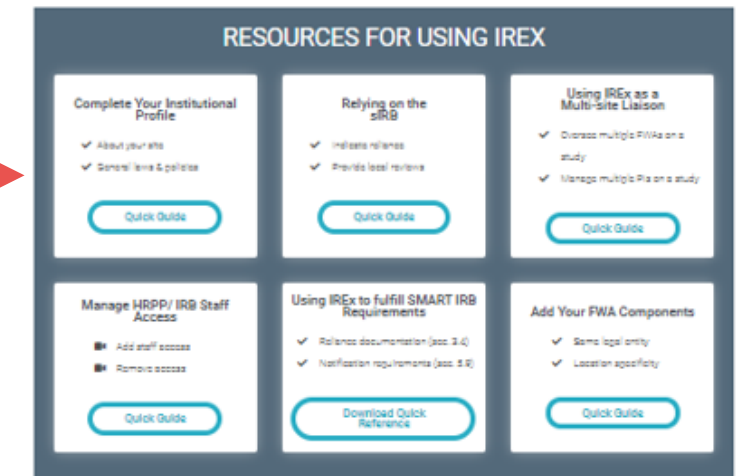 RESOURCES FOR USING IREX
Complete Your Institutional
Profile
About your site
General laws & policies
Quick Guide
Relying on the
sIRB
Indicate reliance
Provide local reviews
Quick Guide
Using IREx as a
Multi-site Liaison
Oversee multiple FWAs on a
study
Manage multiple PIs on a study
Quick Guide
Manage HRPP/ IRB Staff
Access
Add staff access
Remove access
Quick Guide
Using IREx to fulfill SMART IRB
Requirements
Reliance documentation (sec. 3.4)
Notification requirements (sec. 5.9)
Download Quick
Reference
Add Your FWA Components
Same legal entity
Location specificity
Quick Guide